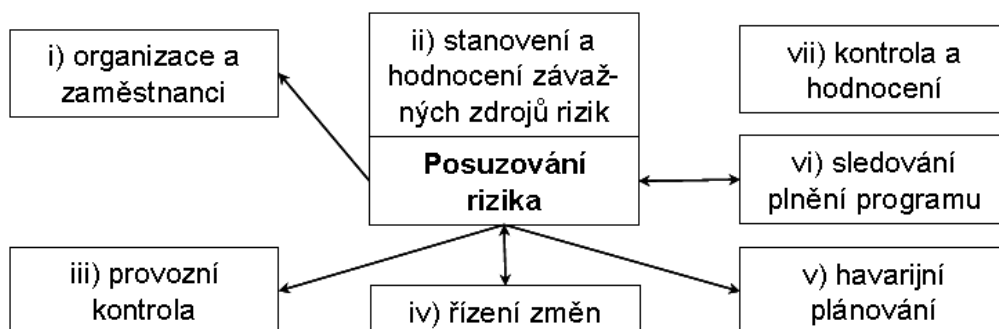 i) organizace a
zaměstnanci
ii) stanovení a
hodnocení závaž-
ných zdrojů rizik
Posuzování
rizika
vii) kontrola a
hodnocení
vi) sledování
plnění programu
iii) provozní
kontrola
iv) řízení změn
v) havarijní
plánování